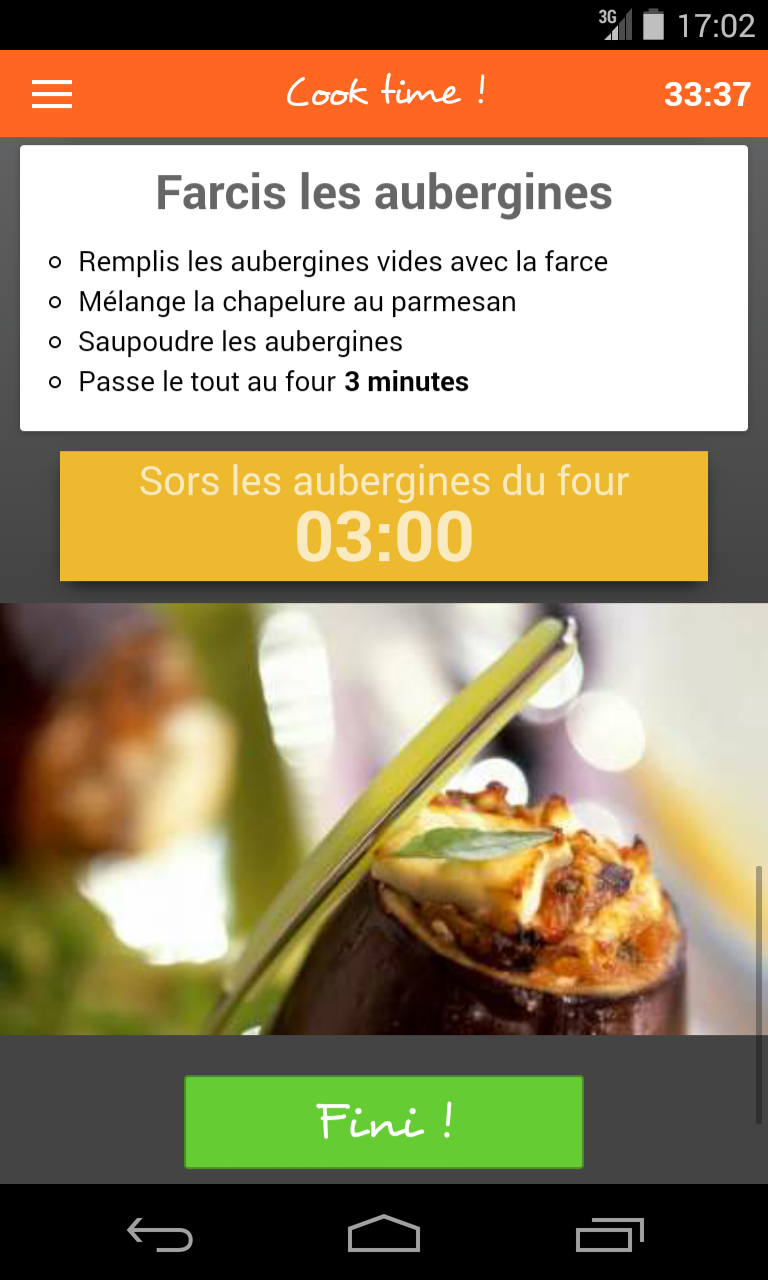 3G 17:02
Cook time ! 33:37
Farcis les aubergines
Remplis les aubergines vides avec la farce
Mélange la chapelure au parmesan
Saupoudre les aubergines
Passe le tout au four 3 minutes
Sors les aubergines du four
03:00
Fini !